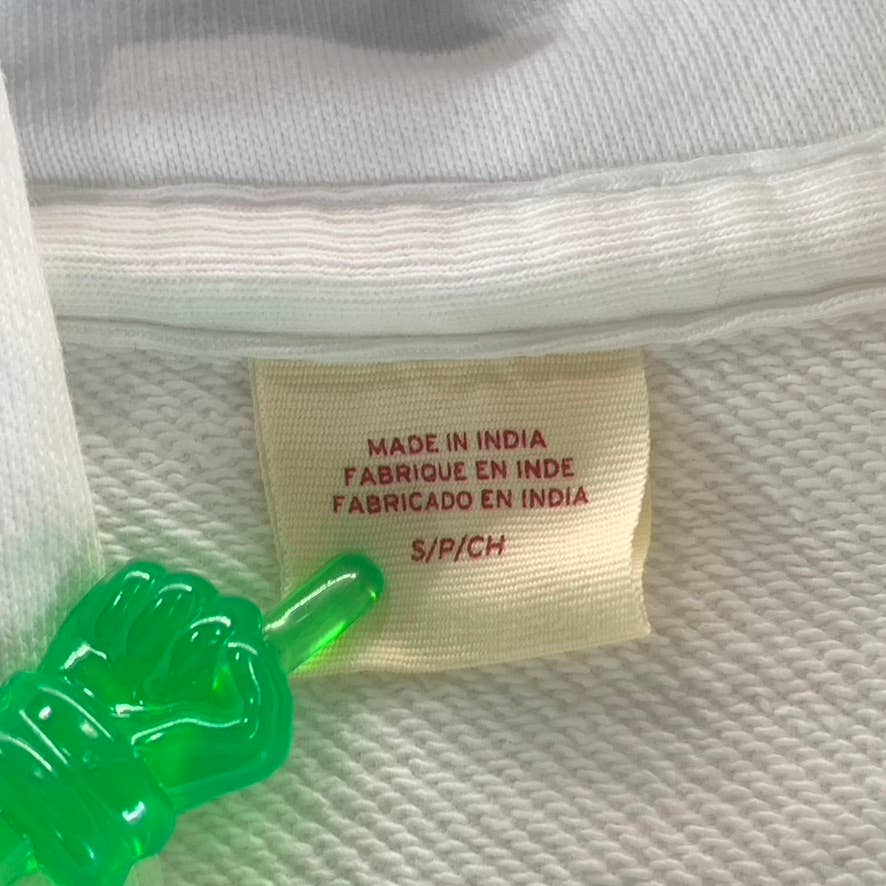 MADE IN INDIA
FABRIQUE EN INDE
FABRICADO EN INDIA
S/P/CH